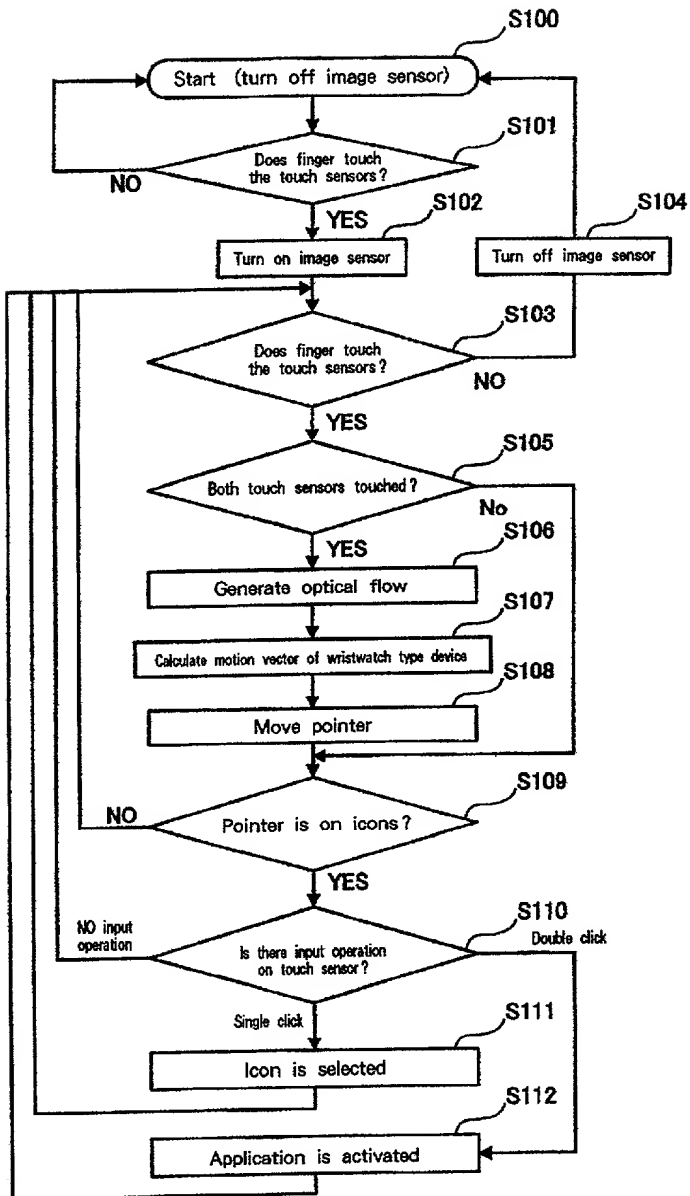 S100
Start (turn off image sensor)
S101
Does finger touch
the touch sensors?
NO
YES
S102
S104
Turn on image sensor
Turn off image sensor
S103
Does finger touch
the touch sensors?
NO
YES
S105
Both touch sensors touched?
No
YES
S106
Generate optical flow
S107
Calculate motion vector of wristwatch type device
S108
Move pointer
S109
NO
Pointer is on icons?
YES
S110
NO input
operation
Is there input operation
on touch sensor?
Double click
Single click
S111
Icon is selected
S112
Application is activated